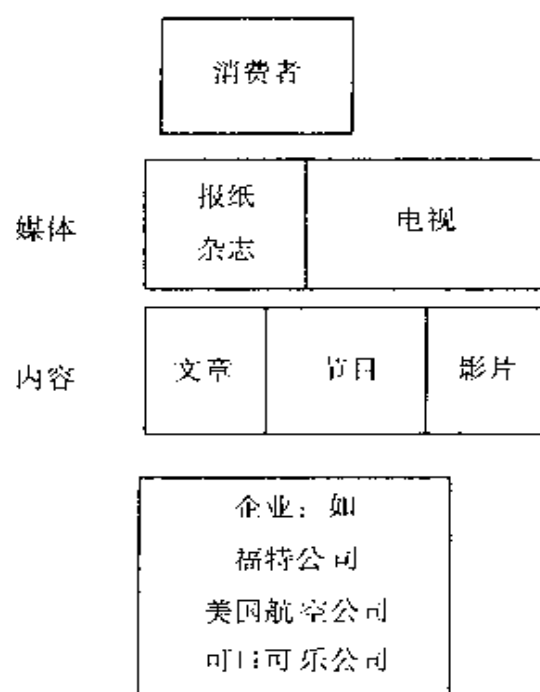 消费者
媒体
报纸
杂志
电视
内容
文章
节目
影片
企业：如
福特公司
美国航空公司
可口可乐公司